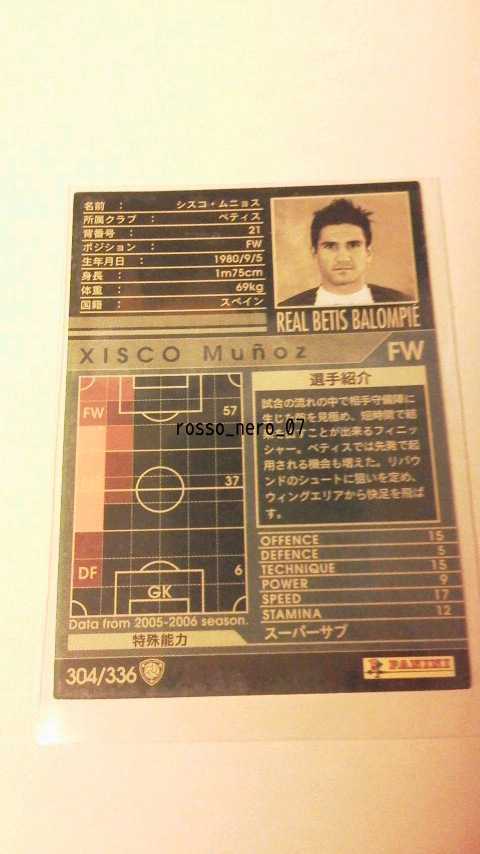 名前 : シスコ・ムニョス
所属クラブ : ベティス
背番号 : 21
ポジション : FW
生年月日 : 1980/9/5
身長 : 1m75cm
体重 : 69kg
国籍 : スペイン
REAL BETIS BALOMPIÉ
XISCO Muñoz
FW
選手紹介
試合の流れの中で相手守備陣に
生じた
を見極め、短時間で結
ことが出来るフィニッ
シャー。ベティスでは先発で起
用される機会も増えた。リバウ
ンドのシュートに狙いを定め、
ウィングエリアから快足を飛ば
す。
rosso_nero_07
FW 57
37
DF 6
GK
Data from 2005-2006 season.
OFFENCE 15
DEFENCE 5
TECHNIQUE 15
POWER 9
SPEED 17
STAMINA 12
特殊能力
スーパーサブ
304/336
PANINI